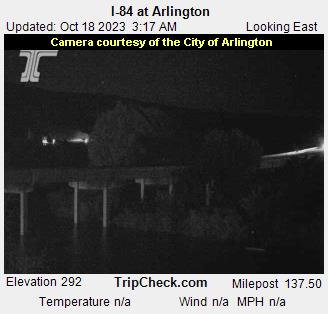 I-84 at Arlington
Updated: Oct 18 2023 3:17 AM Looking East
Camera courtesy of the City of Arlington
Elevation 292 TripCheck.com Milepost 137.50
Temperature n/a Wind n/a MPH n/a